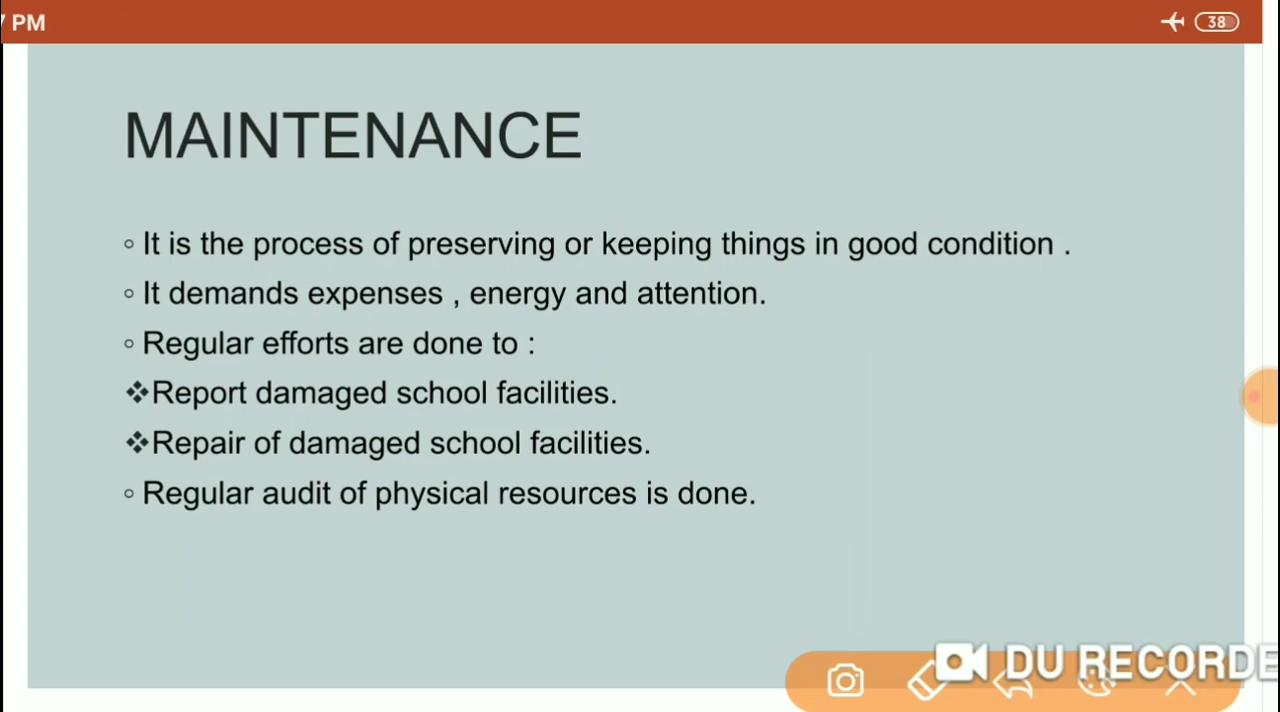 7 PM
38
MAINTENANCE
◦ It is the process of preserving or keeping things in good condition .
◦ It demands expenses , energy and attention.
◦ Regular efforts are done to :
❖Report damaged school facilities.
❖Repair of damaged school facilities.
◦ Regular audit of physical resources is done.
DU RECORDE